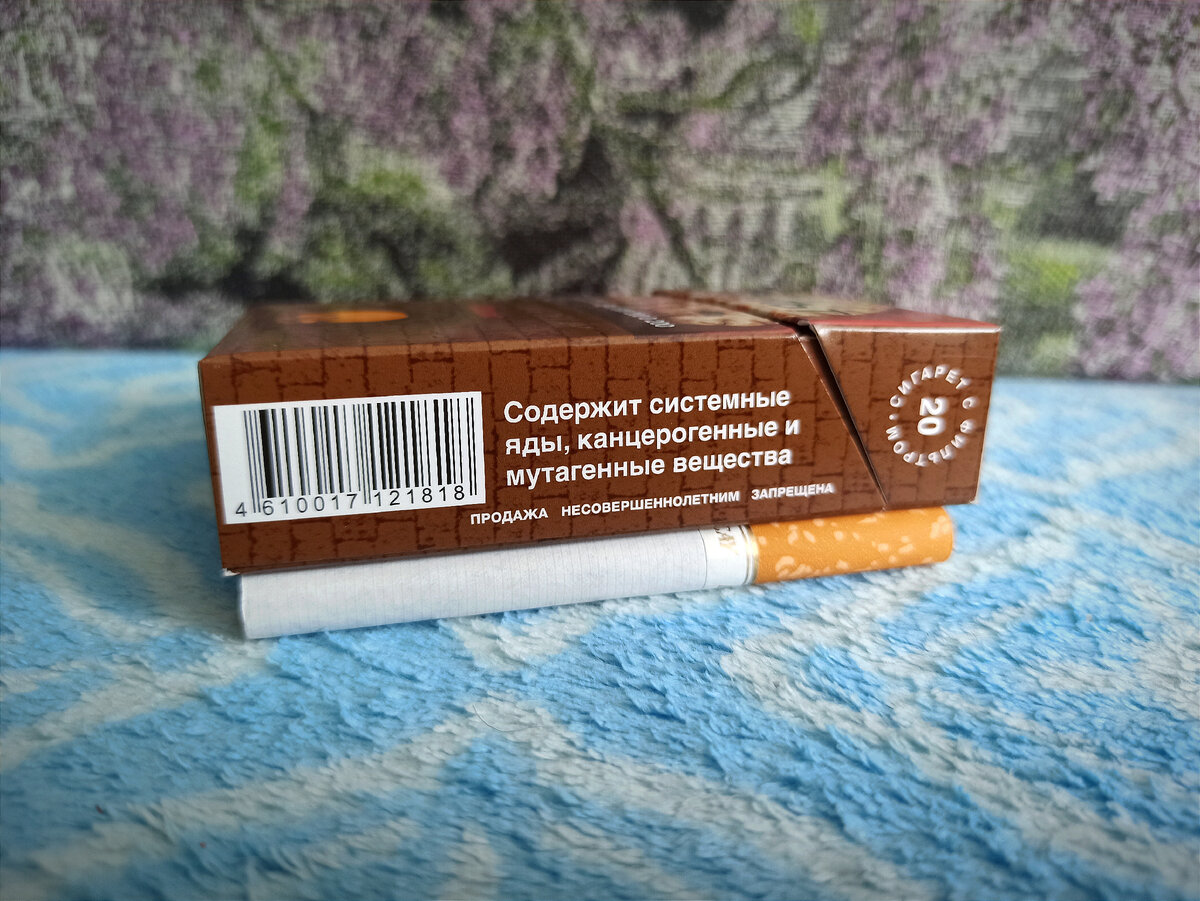 Содержит системные
яды, канцерогенные и
мутагенные вещества
ПРОДАЖА НЕСОВЕРШЕННОЛЕТНИМ ЗАПРЕЩЕНА
4 610017 121818
СИГАРЕТ С ФИЛЬТРОМ
20